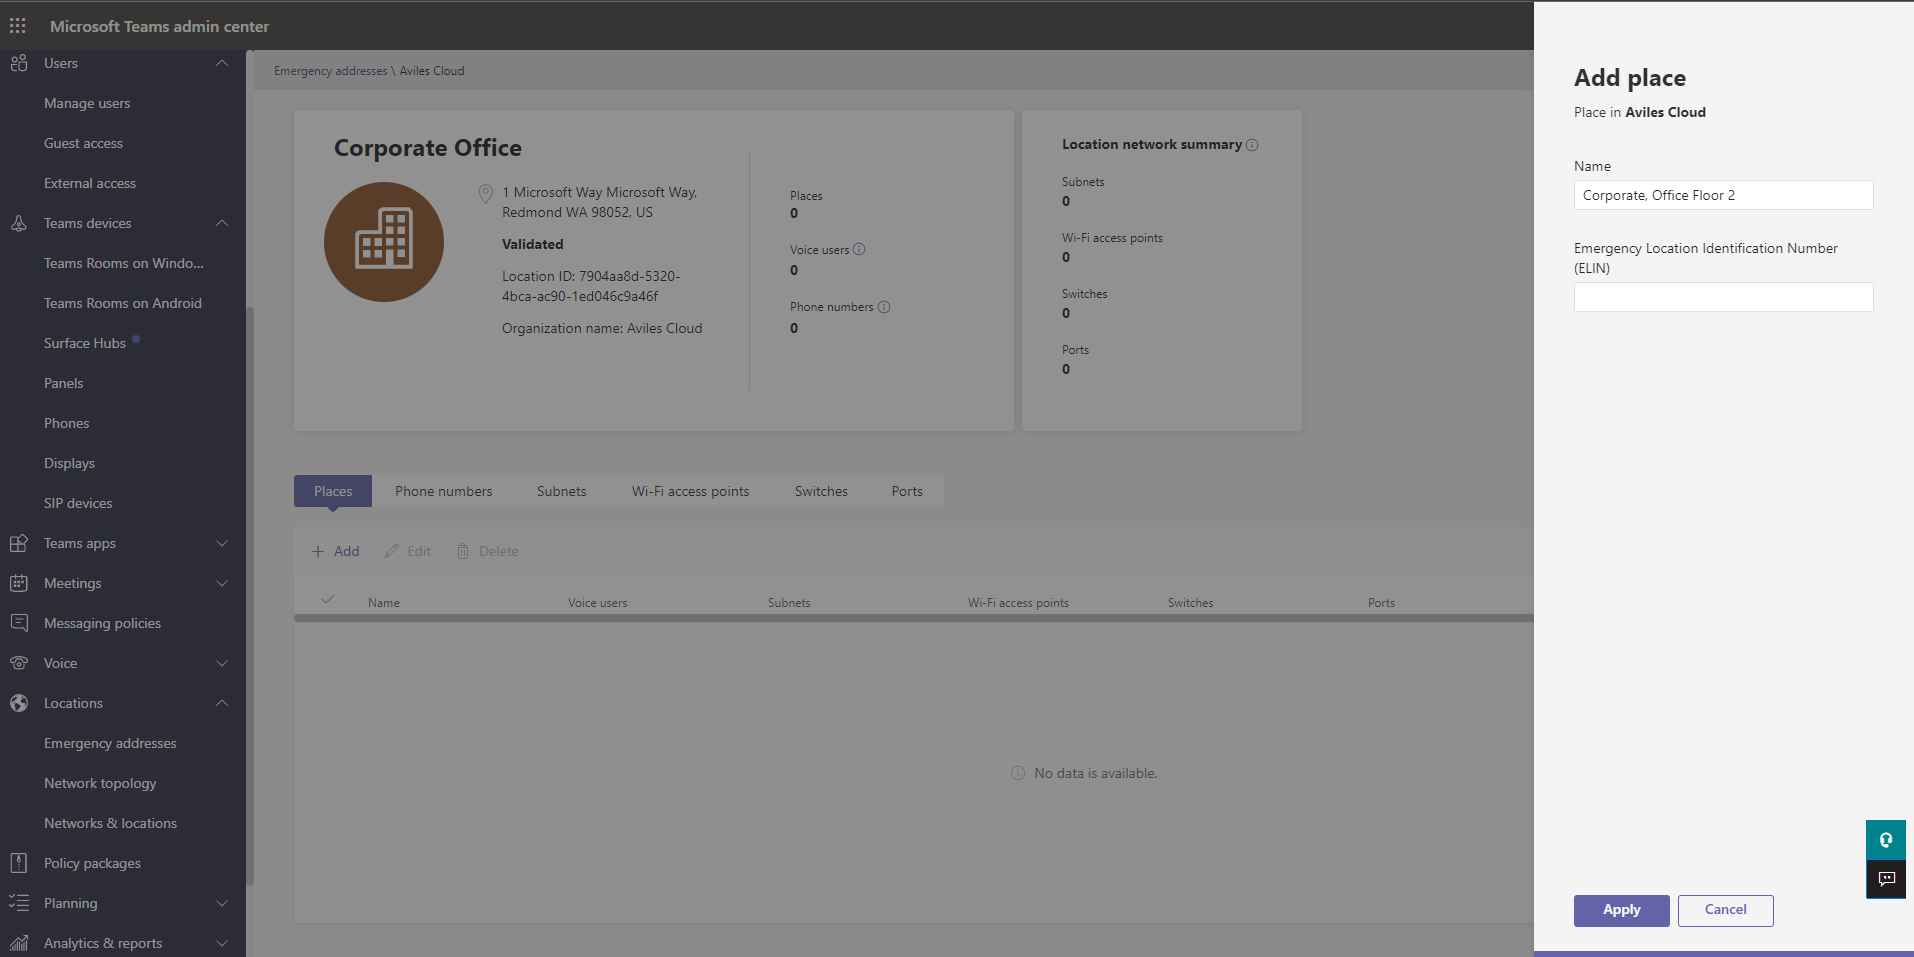 Microsoft Teams admin center
Users
Manage users
Guest access
External access
Teams devices
Teams Rooms on Windo...
Teams Rooms on Android
Surface Hubs
Panels
Phones
Displays
SIP devices
Teams apps
Meetings
Messaging policies
Voice
Locations
Emergency addresses
Network topology
Networks & locations
Policy packages
Planning
Analytics & reports
Emergency addresses \ Aviles Cloud
Corporate Office
1 Microsoft Way Microsoft Way,
Redmond WA 98052, US
Validated
Location ID: 7904aa8d-5320-
4bca-ac90-1ed046c9a46f
Organization name: Aviles Cloud
Places
0
Voice users
0
Phone numbers
0
Location network summary
Subnets
0
Wi-Fi access points
0
Switches
0
Ports
0
Places Phone numbers Subnets Wi-Fi access points Switches Ports
+ Add Edit Delete
Name Voice users Subnets Wi-Fi access points Switches Ports
No data is available.
Add place
Place in Aviles Cloud
Name
Corporate, Office Floor 2
Emergency Location Identification Number
(ELIN)
Apply Cancel